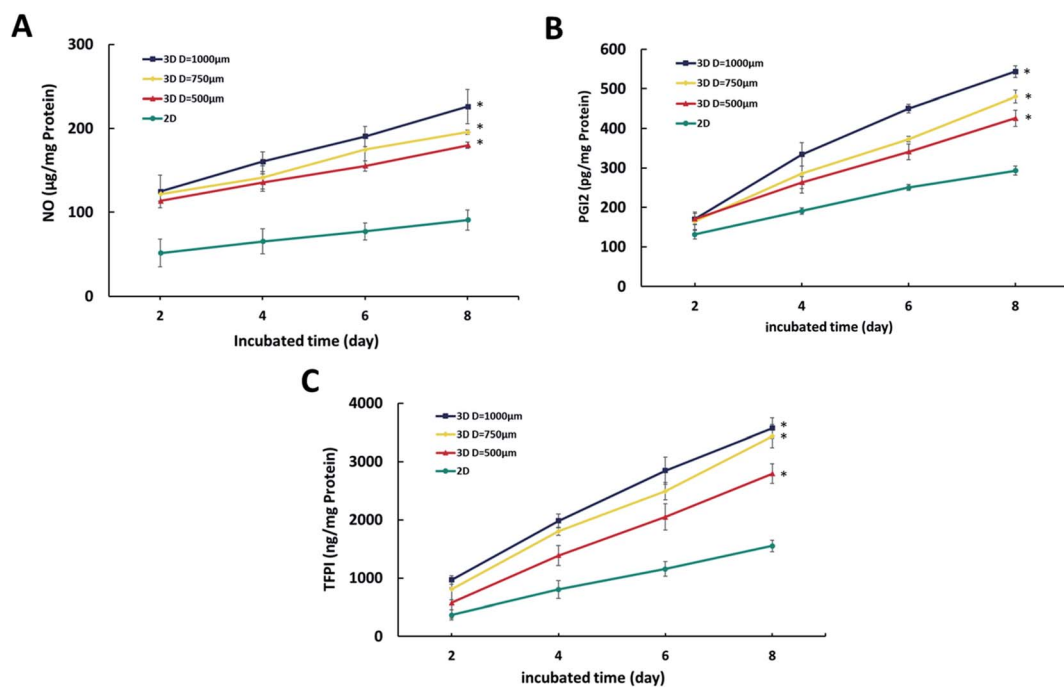 A
3D D=1000μm
3D D=750μm
3D D=500μm
2D
NO (μg/mg Protein)
300
200
100
0
2 4 6 8
Incubated time (day)
*
*
*
B
3D D=1000μm
3D D=750μm
3D D=500μm
2D
PGI2 (pg/mg Protein)
600
500
400
300
200
100
0
2 4 6 8
incubated time (day)
*
*
*
C
3D D=1000μm
3D D=750μm
3D D=500μm
2D
TFPI (ng/mg Protein)
4000
3000
2000
1000
0
2 4 6 8
incubated time (day)
*
*
*